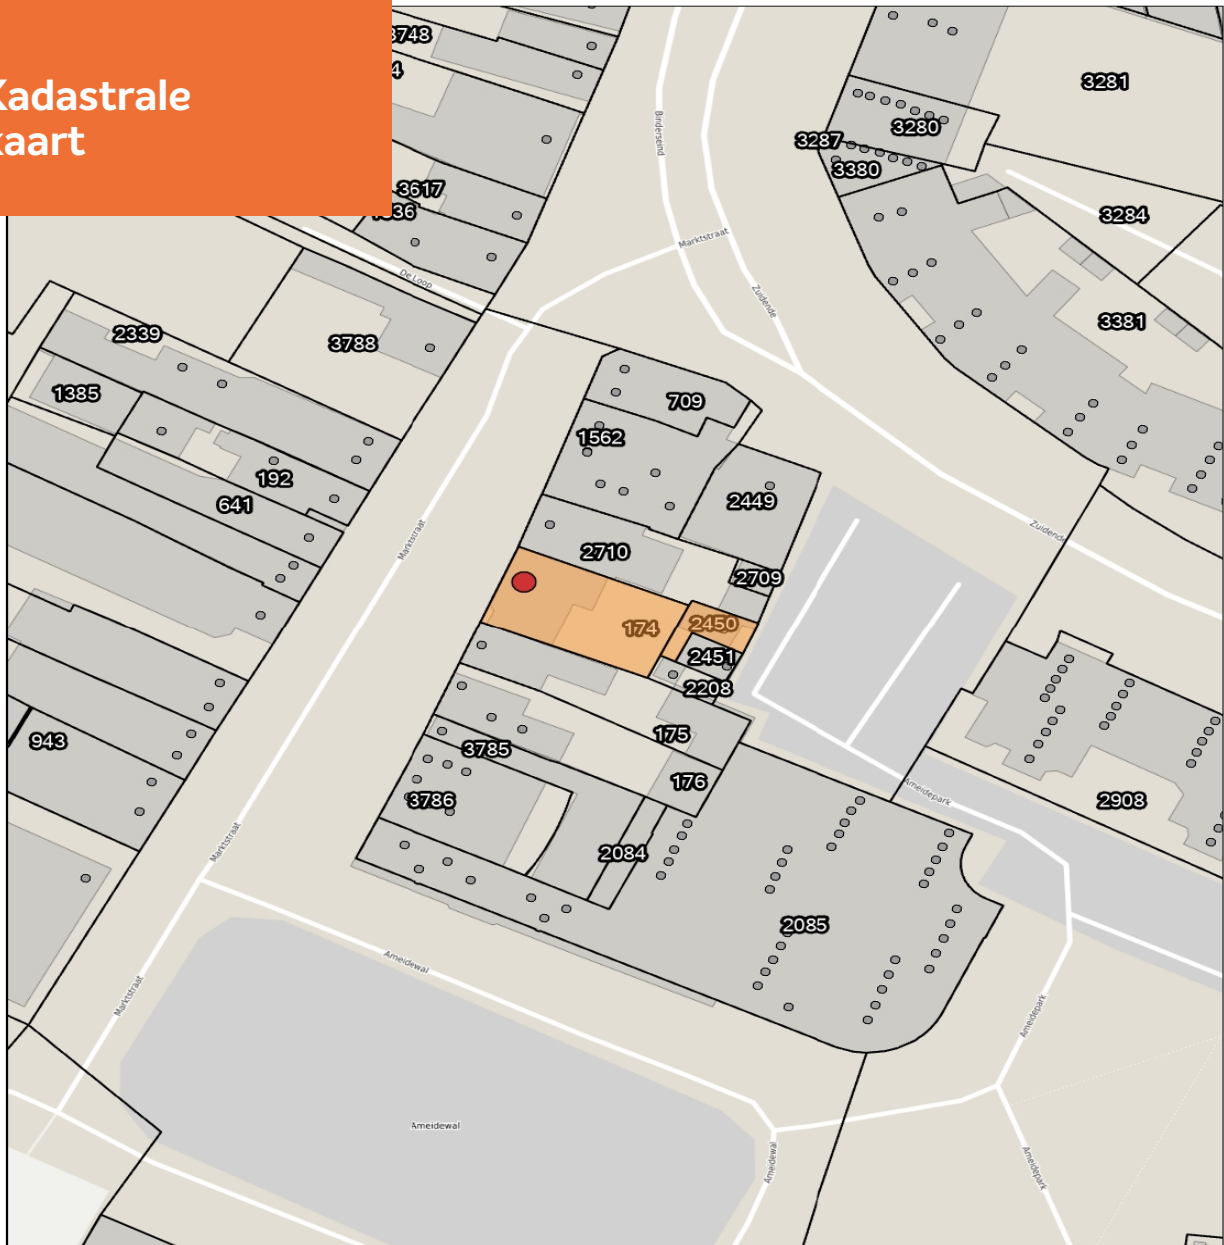 Kadastrale
kaart
3748
3617
3281
3280
3287
3380
3284
3381
Binderseind
Marktstraat
Zuidende
De Loop
2339
3788
1385
709
1562
192
641
2449
Marktstraat
Zuidende
2710
2709
174
2450
2451
2208
943
175
3785
176
3786
Ameidepark
2908
2084
Marktstraat
2085
Ameidewal
Marktstraat
Ameidepark
Ameidewal
Ameidewal
Ameidepark